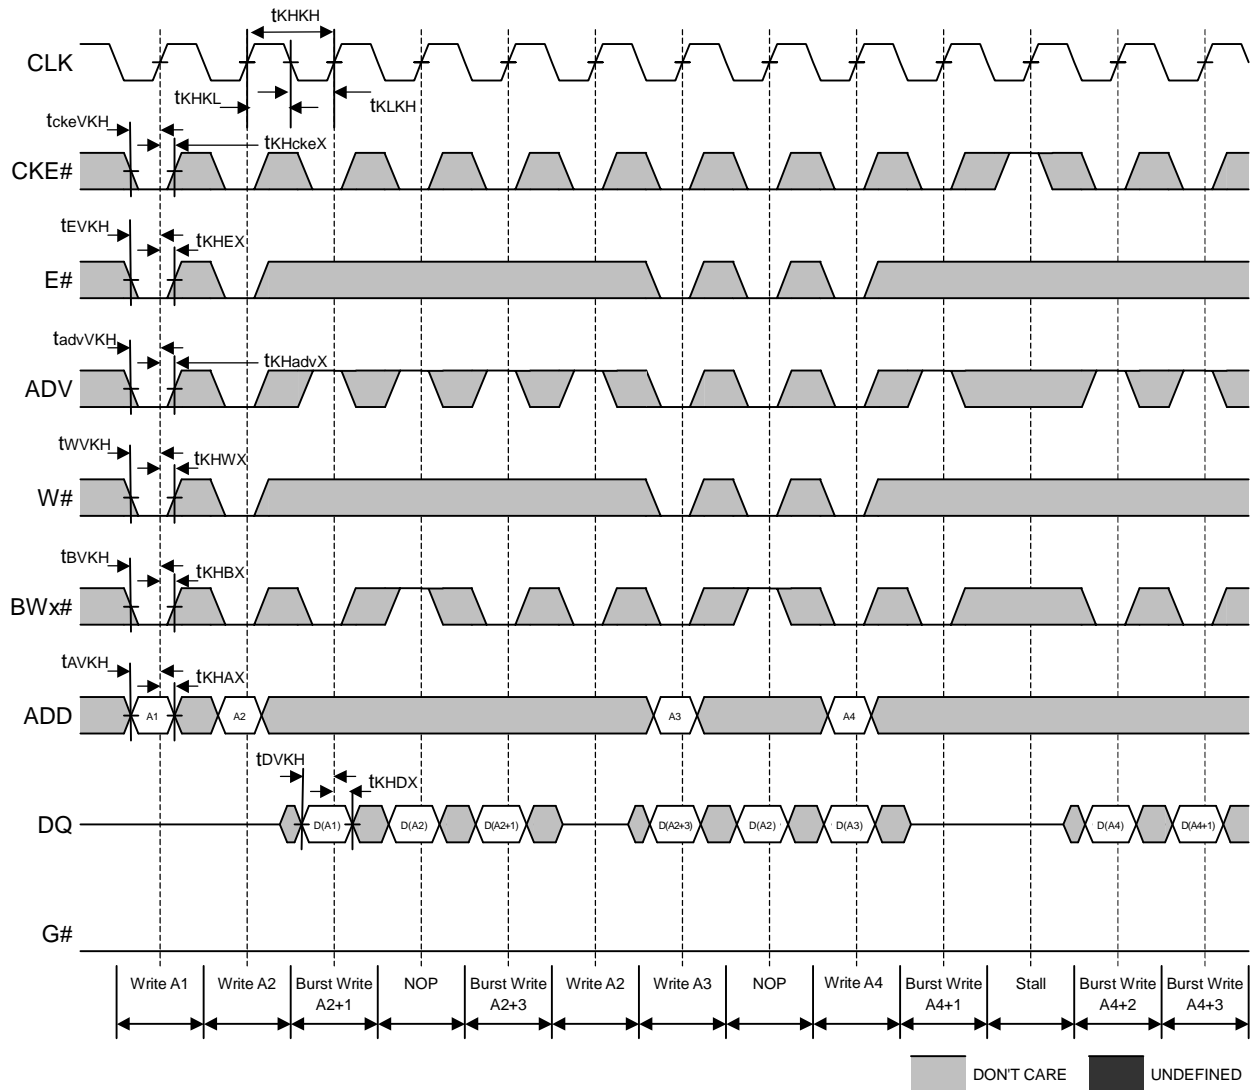 tKHKH
CLK
tKHKL
tKLKH
tckeVKH
tKHckeX
CKE#
tEVKH
tKHEX
E#
tadvVKH
tKHadvX
ADV
tWVKH
tKHWX
W#
tBVKH
tKHBX
BWx#
tAVKH
tKHAX
ADD
A1
A2
A3
A4
tDVKH
tKHDX
DQ
D(A1)
D(A2)
D(A2+1)
D(A2+3)
D(A2)
D(A3)
D(A4)
D(A4+1)
G#
Write A1
Write A2
Burst Write
A2+1
NOP
Burst Write
A2+3
Write A2
Write A3
NOP
Write A4
Burst Write
A4+1
Stall
Burst Write
A4+2
Burst Write
A4+3
DON'T CARE
UNDEFINED